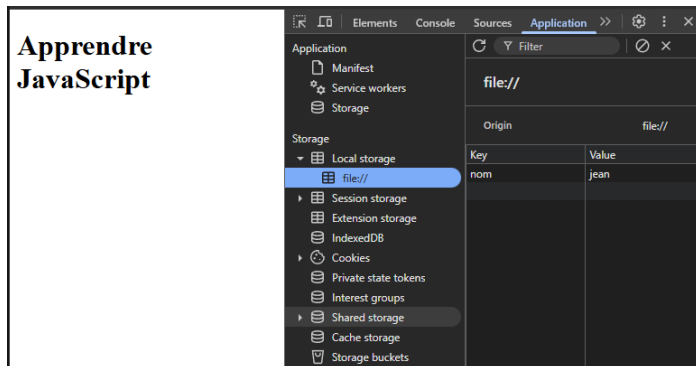 Apprendre
JavaScript
Elements Console Sources Application
Application
Manifest
Service workers
Storage
Storage
Local storage
file://
Session storage
Extension storage
IndexedDB
Cookies
Private state tokens
Interest groups
Shared storage
Cache storage
Storage buckets
Filter
file://
Origin file://
Key Value
nom jean